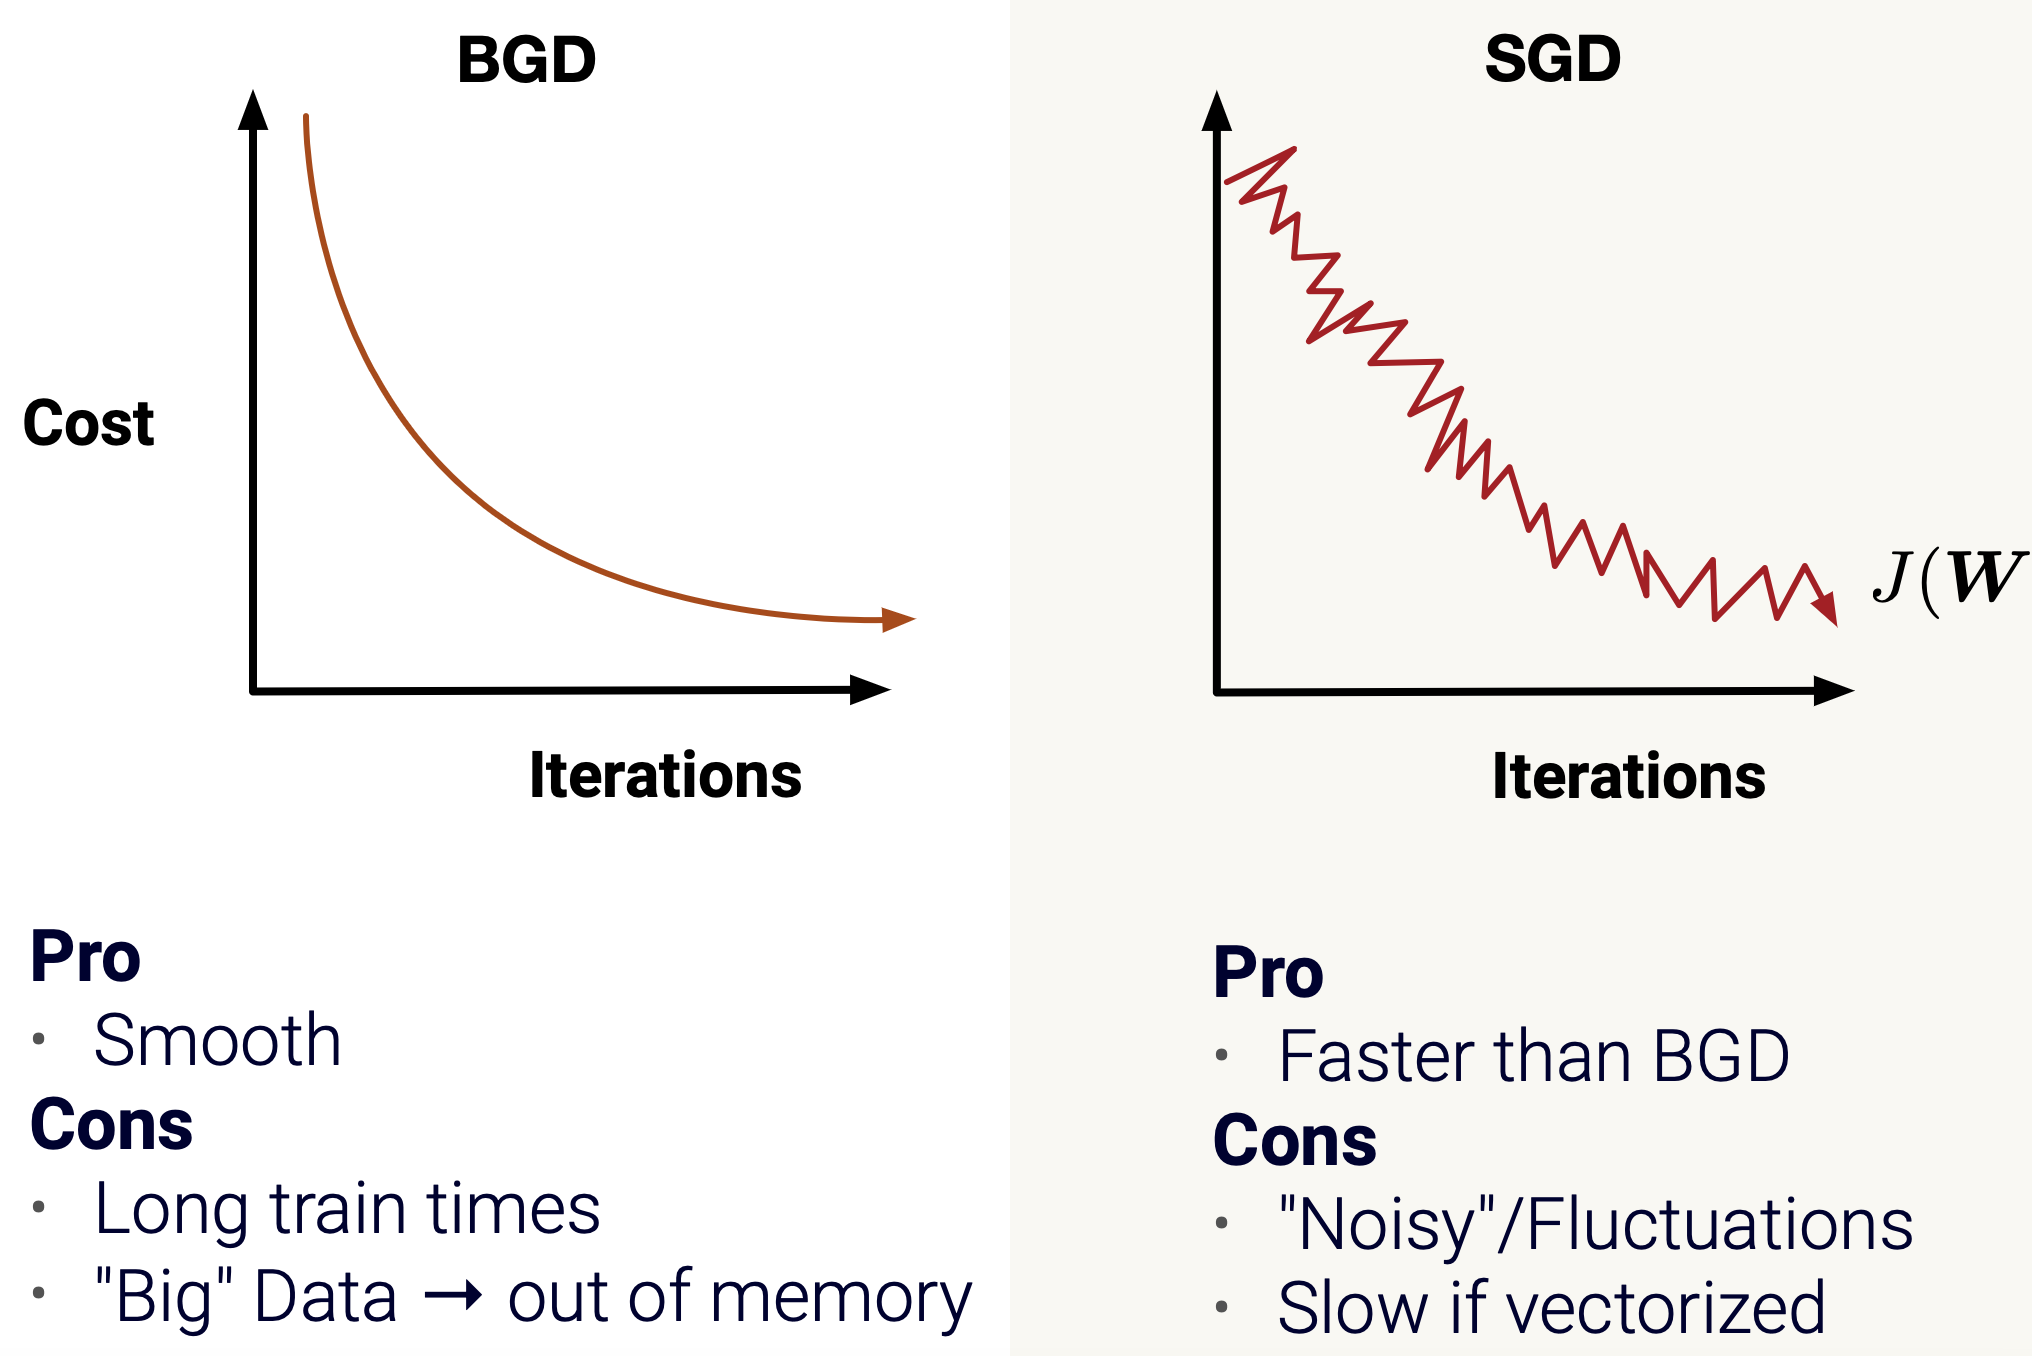 BGD
Cost
Iterations
Pro
• Smooth
Cons
• Long train times
• "Big" Data → out of memory
SGD
J(W
Iterations
Pro
• Faster than BGD
Cons
• "Noisy"/Fluctuations
• Slow if vectorized